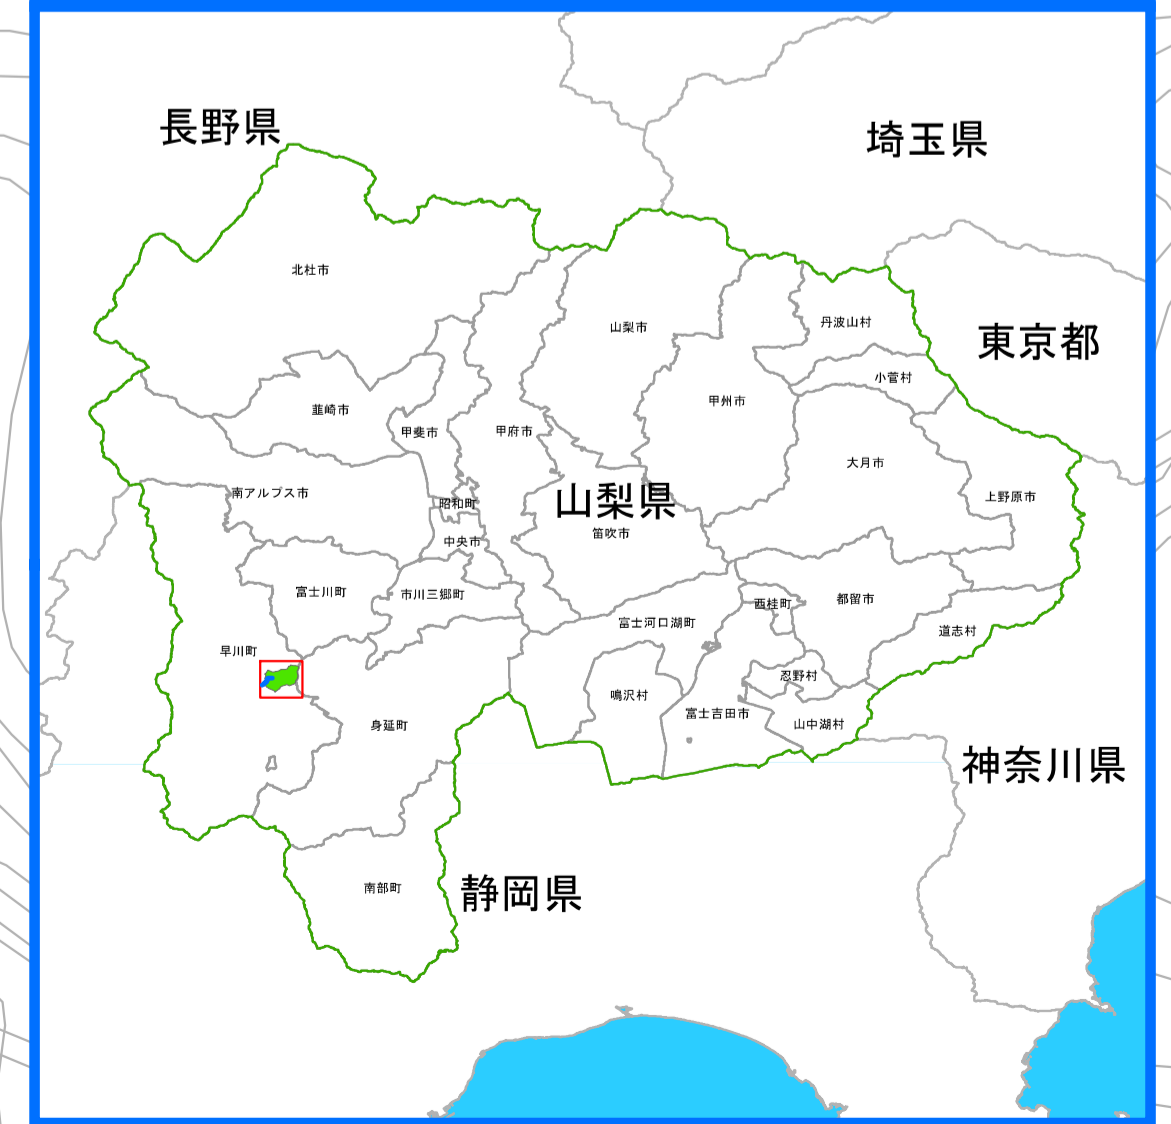 長野県
埼玉県
北杜市
丹波山村
山梨市
東京都
小菅村
甲州市
韮崎市
甲斐市
甲府市
大月市
南アルプス市
上野原市
山梨県
昭和町
笛吹市
中央市
富士川町
市川三郷町
都留市
西桂町
富士河口湖町
道志村
早川町
忍野村
鳴沢村
富士吉田市
山中湖村
身延町
神奈川県
南部町
静岡県